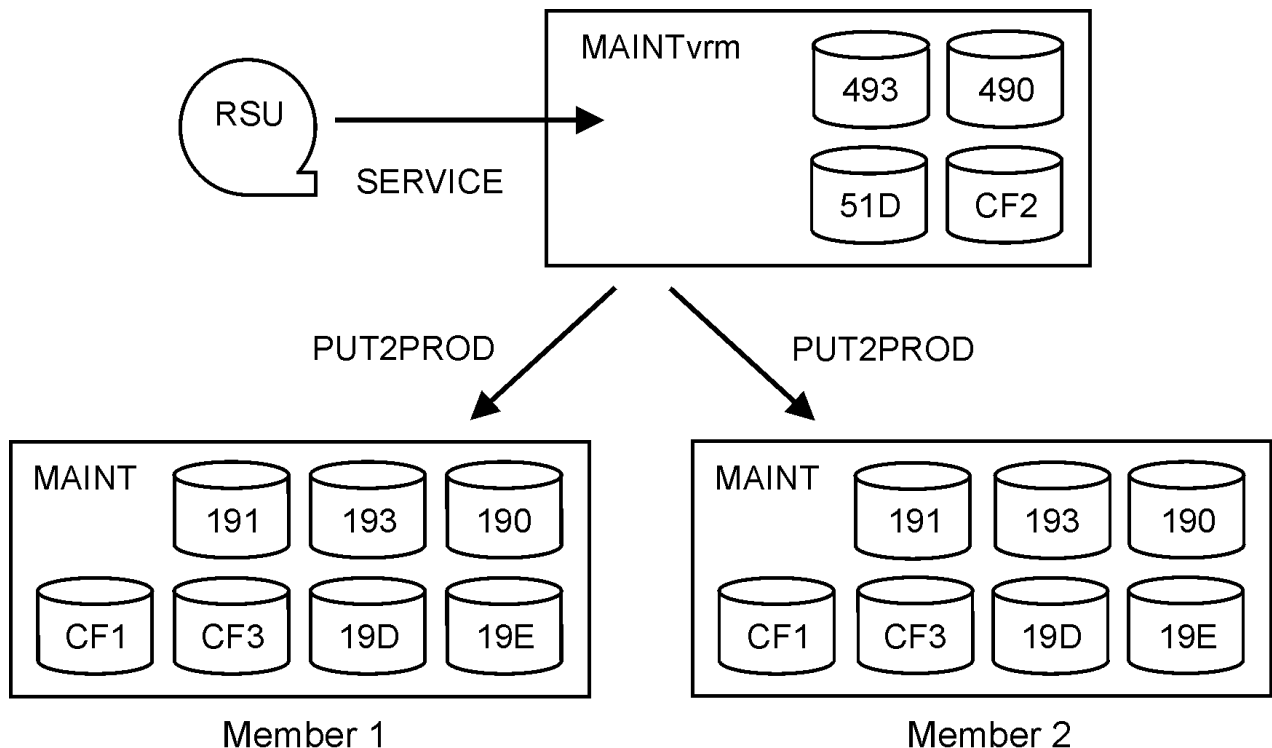 MAINTvrm
493
490
RSU
SERVICE
51D
CF2
PUT2PROD
PUT2PROD
MAINT
191
193
190
CF1
CF3
19D
19E
Member 1
MAINT
191
193
190
CF1
CF3
19D
19E
Member 2